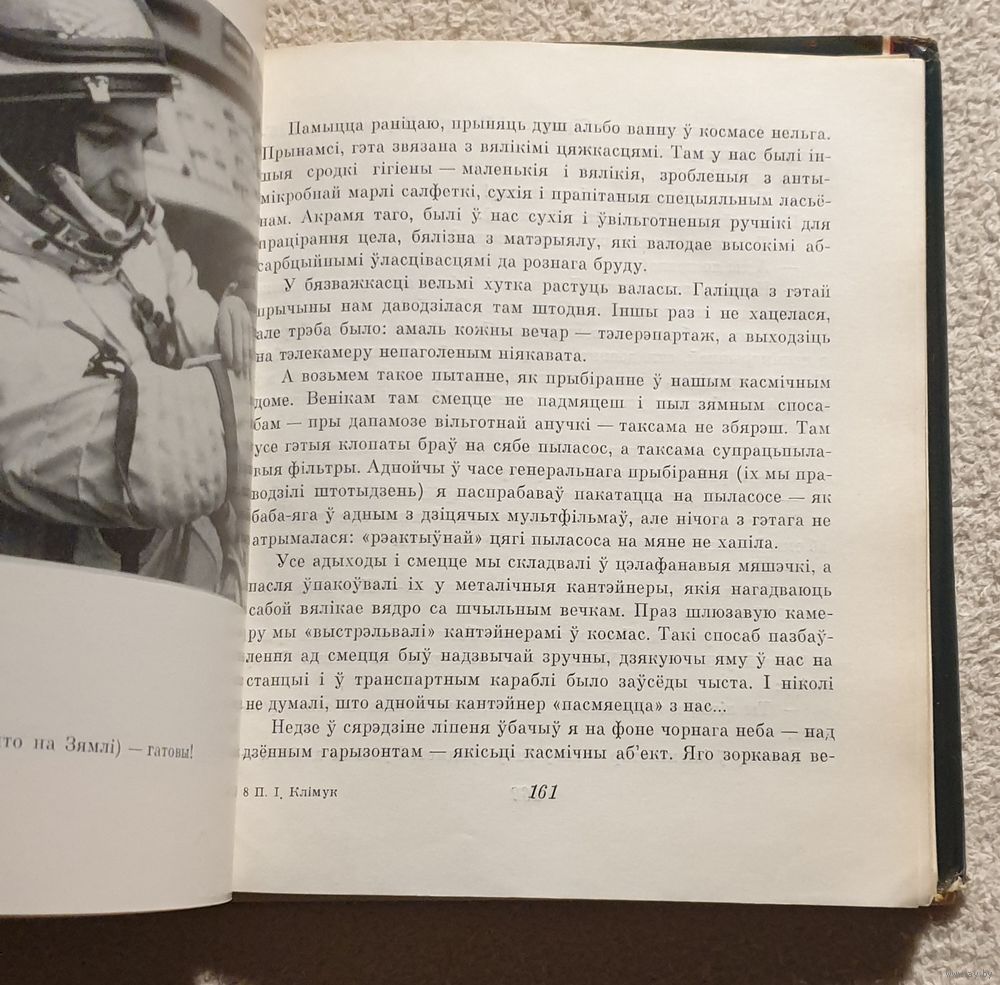 то на Зямлі) — гатовы!
Памыцца раніцаю, прыняць душ альбо ванну ў космасе нельга.
Прынамсі, гэта звязана з вялікімі цяжкасцямі. Там у нас былі ін-
шыя сродкі гігіены — маленькія і вялікія, зробленыя з анты-
мікробнай марлі салфеткі, сухія і прапітаныя спецыяльным ласьё-
нам. Акрамя таго, былі ў нас сухія і ўвільготненыя ручнікі для
праціранпя цела, бялізна з матэрыялу, які валодае высокімі аб-
сарбцыйнымі ўласцівасцямі да рознага бруду.
У бязважкасці вельмі хутка растуць валасы. Галіцца з гэтай
прычыны нам даводзілася там штодня. Іншы раз і не хацелася,
але трэба было: амаль кожны вечар — тэлерэпартаж, а выходзіць
на тэлекамеру непаголеным ніякавата.
А возьмем такое пытанне, як прыбіранне ў нашым касмічным
доме. Венікам там смецце не падмяцеш і пыл зямным спосა-
бам — пры дапамозе вільготнай анучкі — таксама не збярэш. Там
усе гэтыя клопаты браў на сябе пыласос, а таксама супрацьпыла-
выя фільтры. Аднойчы ў часе генеральнага прыбірання (іх мы пра-
водзілі штотыдзень) я паспрабаваў пакатацца на пыласосе — як
баба-яга ў адным з дзіцячых мультфільмаў, але нічога з гэтага не
атрымалася: «рэактыўнай» цягі пыласоса на мяне не хапіла.
Усе адыходы і смецце мы складвалі ў цэлафанавыя мяшэчкі, а
пасля ўпакоўвалі іх у металічныя кантэйнеры, якія нагадваюць
сабой вялікае вядро са шчыльным вечкам. Праз шлюзавую каме-
ру мы «выстрэльвалі» кантэйнерамі ў космас. Такі спосаб пазбаў-
лення ад смецця быў надзвычай зручны, дзякуючы яму ў нас на
станцыі і ў транспартным караблі было заўсёды чыста. І ніколі
не думалі, што аднойчы кантэйнер «пасмяецца» з нас...
Недзе ў сярэдзіне ліпеня ўбачыў я на фоне чорнага неба — над
дзённым гарызонтам — якісьці касмічны аб'ект. Яго зоркавая ве-
8 П. І. Клімук
161
www.ay.by